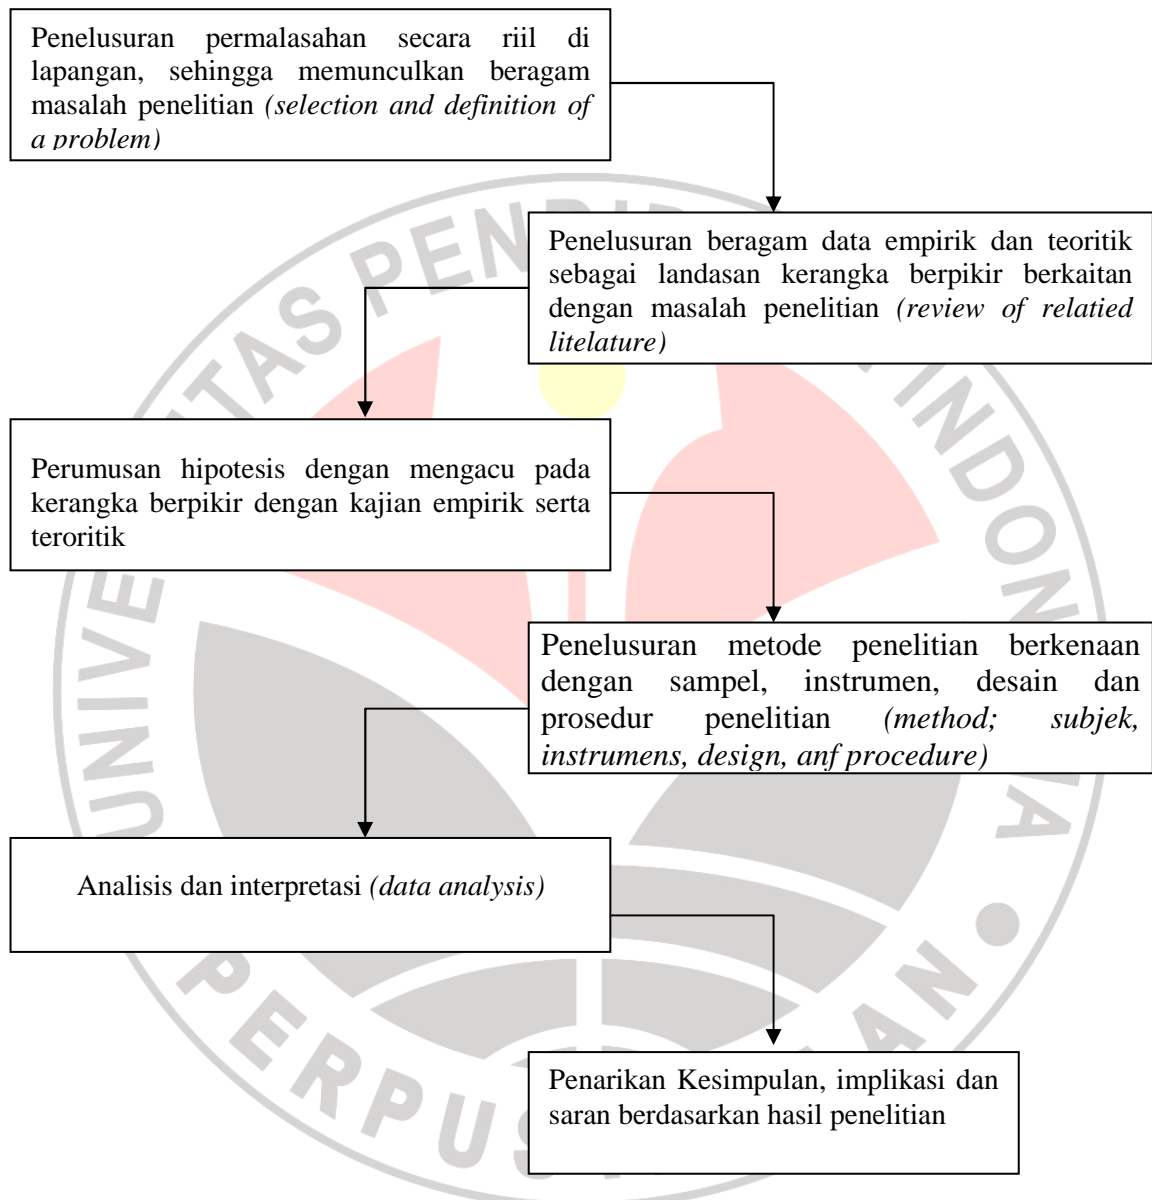 Penelusuran permalasahan secara riil di
lapangan, sehingga memunculkan beragam
masalah penelitian (selection and definition of
a problem)
Penelusuran beragam data empirik dan teoritik
sebagai landasan kerangka berpikir berkaitan
dengan masalah penelitian (review of relatied
litelature)
Perumusan hipotesis dengan mengacu pada
kerangka berpikir dengan kajian empirik serta
teroritik
Penelusuran metode penelitian berkenaan
dengan sampel, instrumen, desain dan
prosedur penelitian (method; subjek,
instrumens, design, anf procedure)
Analisis dan interpretasi (data analysis)
Penarikan Kesimpulan, implikasi dan
saran berdasarkan hasil penelitian